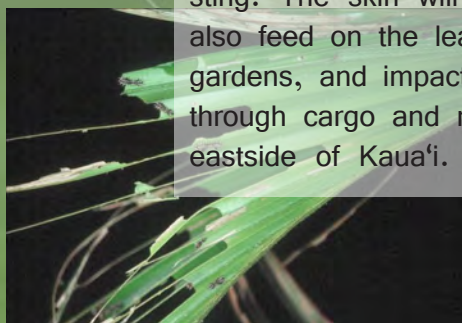 sting. The skin will
also feed on the lea
gardens, and impact
through cargo and
eastside of Kaua‘i.